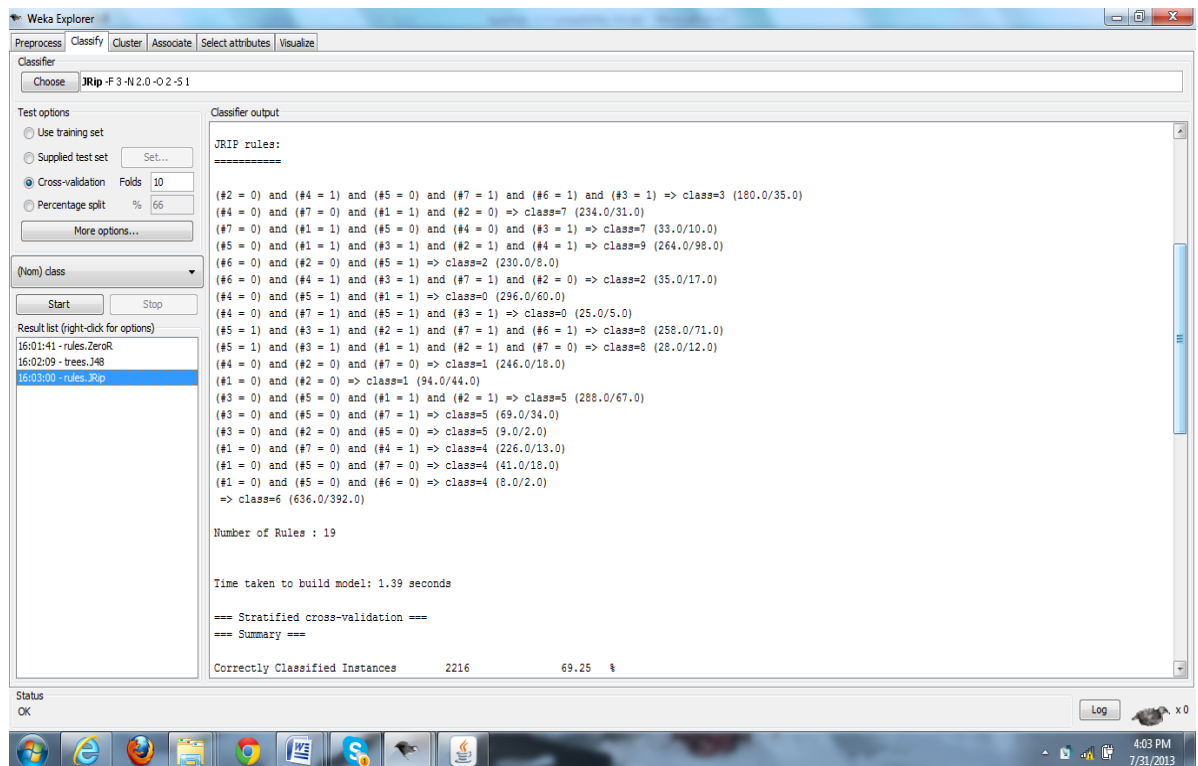 Weka Explorer
Preprocess Classify Cluster Associate Select attributes Visualize
Classifier
Choose JRip -F 3 -N 2.0 -O 2 -S 1
Test options
Use training set
Supplied test set Set...
Cross-validation Folds 10
Percentage split % 66
More options...
(Nom) class
Start Stop
Result list (right-click for options)
16:01:41 - rules.ZeroR
16:02:09 - trees.J48
16:03:00 - rules.JRip
Classifier output
JRIP rules:
===========
(#2 = 0) and (#4 = 1) and (#5 = 0) and (#7 = 1) and (#6 = 1) and (#3 = 1) => class=3 (180.0/35.0)
(#4 = 0) and (#7 = 0) and (#1 = 1) and (#2 = 0) => class=7 (234.0/31.0)
(#7 = 0) and (#1 = 1) and (#5 = 0) and (#4 = 0) and (#3 = 1) => class=7 (33.0/10.0)
(#5 = 0) and (#1 = 1) and (#3 = 1) and (#2 = 1) and (#4 = 1) => class=9 (264.0/98.0)
(#6 = 0) and (#2 = 0) and (#5 = 1) => class=2 (230.0/8.0)
(#6 = 0) and (#4 = 1) and (#3 = 1) and (#7 = 1) and (#2 = 0) => class=2 (35.0/17.0)
(#4 = 0) and (#5 = 1) and (#1 = 1) => class=0 (296.0/60.0)
(#4 = 0) and (#7 = 1) and (#5 = 1) and (#3 = 1) => class=0 (25.0/5.0)
(#5 = 1) and (#3 = 1) and (#2 = 1) and (#7 = 1) and (#6 = 1) => class=8 (258.0/71.0)
(#5 = 1) and (#3 = 1) and (#1 = 1) and (#2 = 1) and (#7 = 0) => class=8 (28.0/12.0)
(#4 = 0) and (#2 = 0) and (#7 = 0) => class=1 (246.0/18.0)
(#1 = 0) and (#2 = 0) => class=1 (94.0/44.0)
(#3 = 0) and (#5 = 0) and (#1 = 1) and (#2 = 1) => class=5 (288.0/67.0)
(#3 = 0) and (#5 = 0) and (#7 = 1) => class=5 (69.0/34.0)
(#3 = 0) and (#2 = 0) and (#5 = 0) => class=5 (9.0/2.0)
(#1 = 0) and (#7 = 0) and (#4 = 1) => class=4 (226.0/13.0)
(#1 = 0) and (#5 = 0) and (#7 = 0) => class=4 (41.0/18.0)
(#1 = 0) and (#5 = 0) and (#6 = 0) => class=4 (8.0/2.0)
=> class=6 (636.0/392.0)
Number of Rules : 19
Time taken to build model: 1.39 seconds
=== Stratified cross-validation ===
=== Summary ===
Correctly Classified Instances 2216 69.25 %
Status
OK
Log
x 0
4:03 PM
7/31/2013